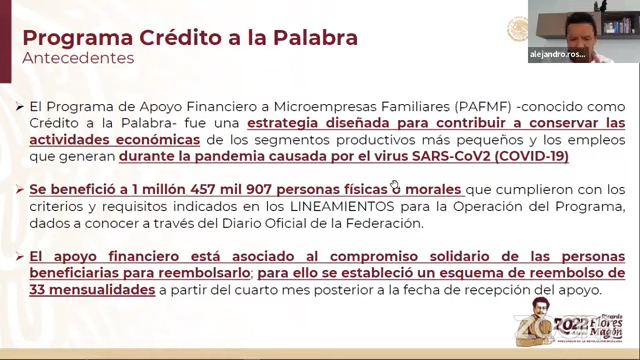 Programa Crédito a la Palabra
Antecedentes
alejandro.ros...
El Programa de Apoyo Financiero a Microempresas Familiares (PAFMF) -conocido como
Crédito a la Palabra- fue una estrategia diseñada para contribuir a conservar las
actividades económicas de los segmentos productivos más pequeños y los empleos
que generan durante la pandemia causada por el virus SARS-CoV2 (COVID-19)
Se benefició a 1 millón 457 mil 907 personas físicas o morales que cumplieron con los
criterios y requisitos indicados en los LINEAMIENTOS para la Operación del Programa,
dados a conocer a través del Diario Oficial de la Federación.
El apoyo financiero está asociado al compromiso solidario de las personas
beneficiarias para reembolsarlo; para ello se estableció un esquema de reembolso de
33 mensualidades a partir del cuarto mes posterior a la fecha de recepción del apoyo.
2022 Ricardo
Flores
Magón